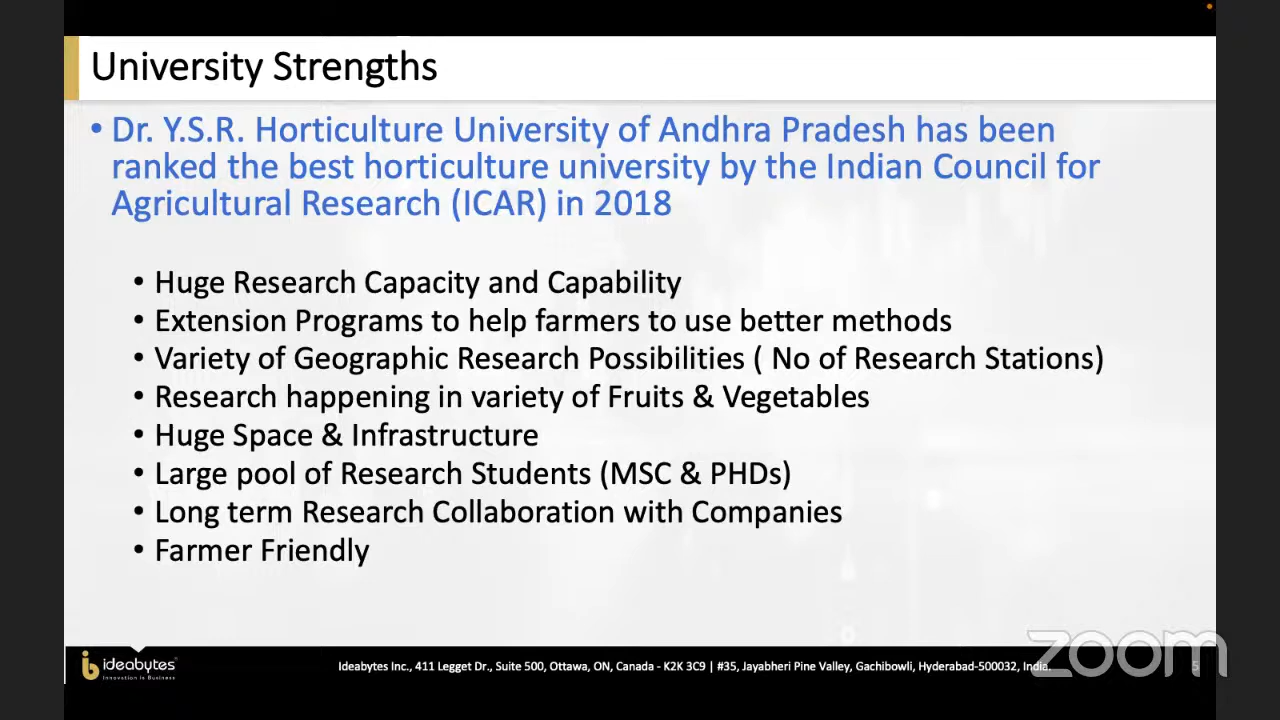 University Strengths
• Dr. Y.S.R. Horticulture University of Andhra Pradesh has been
ranked the best horticulture university by the Indian Council for
Agricultural Research (ICAR) in 2018
• Huge Research Capacity and Capability
• Extension Programs to help farmers to use better methods
• Variety of Geographic Research Possibilities ( No of Research Stations)
• Research happening in variety of Fruits & Vegetables
• Huge Space & Infrastructure
• Large pool of Research Students (MSC & PHDs)
• Long term Research Collaboration with Companies
• Farmer Friendly
ideabytes
Innovation is Business
Ideabytes Inc., 411 Legget Dr., Suite 500, Ottawa, ON, Canada - K2K 3C9 | #35, Jayabheri Pine Valley, Gachibowli, Hyderabad-500032, India.
5
zoom